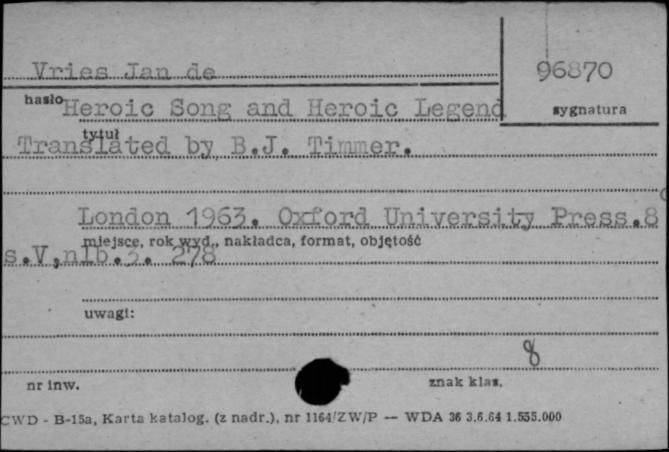 Vries Jan de
96870
hasło
sygnatura
Heroic Song and Heroic Legend
tytuł
Translated by B.J. Timmer.
London 1963. Oxford University Press.8°
miejsce, rok wyd., nakładca, format, objętość
s.V,nlb.3. 278
uwagi:
8
nr inw.
znak klas.
CWD - B-15a, Karta katalog. (z nadr.), nr 1164/ZW/P — WDA 36 3.6.64 1.555.000